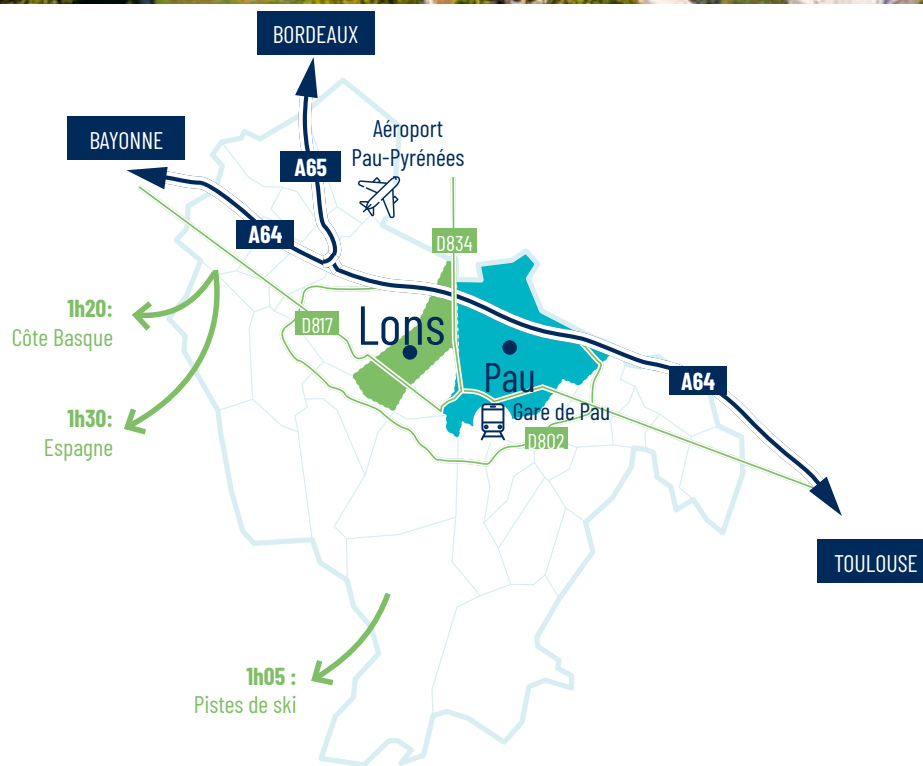 BORDEAUX
BAYONNE
Aéroport
Pau-Pyrénées
A65
A64
D834
1h20:
Côte Basque
D817
Lons
Pau
A64
1h30:
Espagne
Gare de Pau
D802
TOULOUSE
1h05 :
Pistes de ski